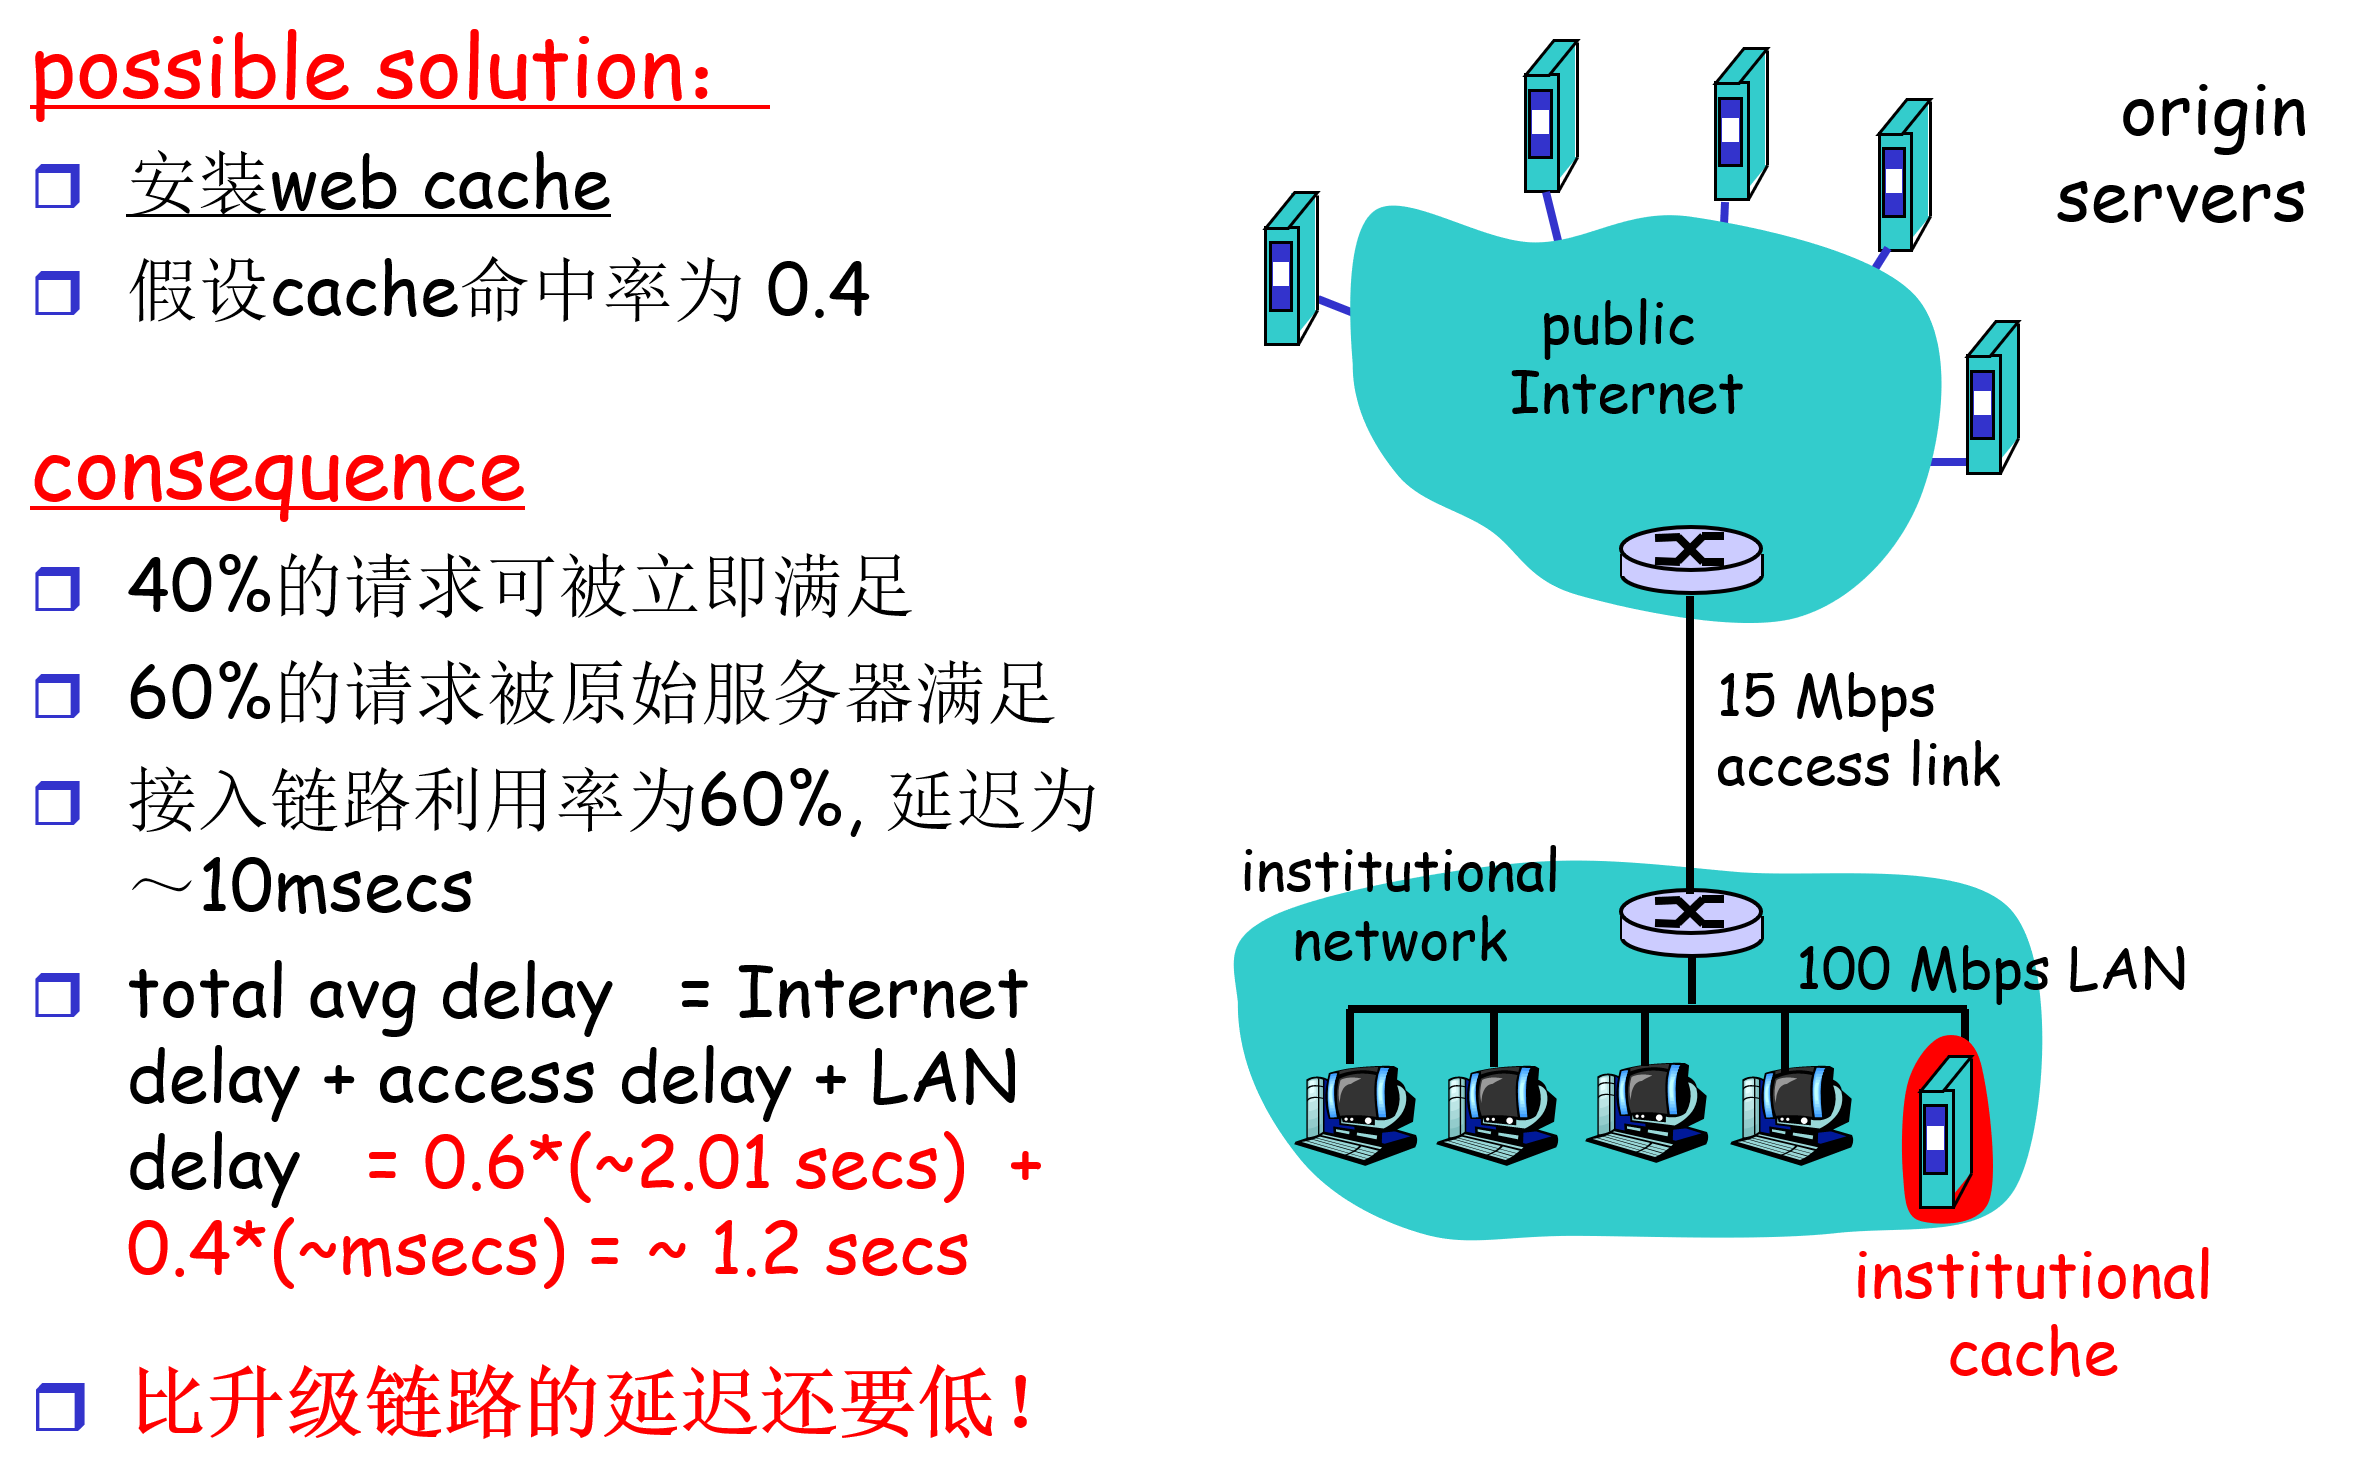 possible solution：
安装web cache
假设cache命中率为 0.4
consequence
40%的请求可被立即满足
60%的请求被原始服务器满足
接入链路利用率为60%, 延迟为
～10msecs
total avg delay = Internet
delay + access delay + LAN
delay = 0.6*(~2.01 secs) +
0.4*(~msecs) = ~ 1.2 secs
比升级链路的延迟还要低！
origin
servers
public
Internet
15 Mbps
access link
institutional
network
100 Mbps LAN
institutional
cache